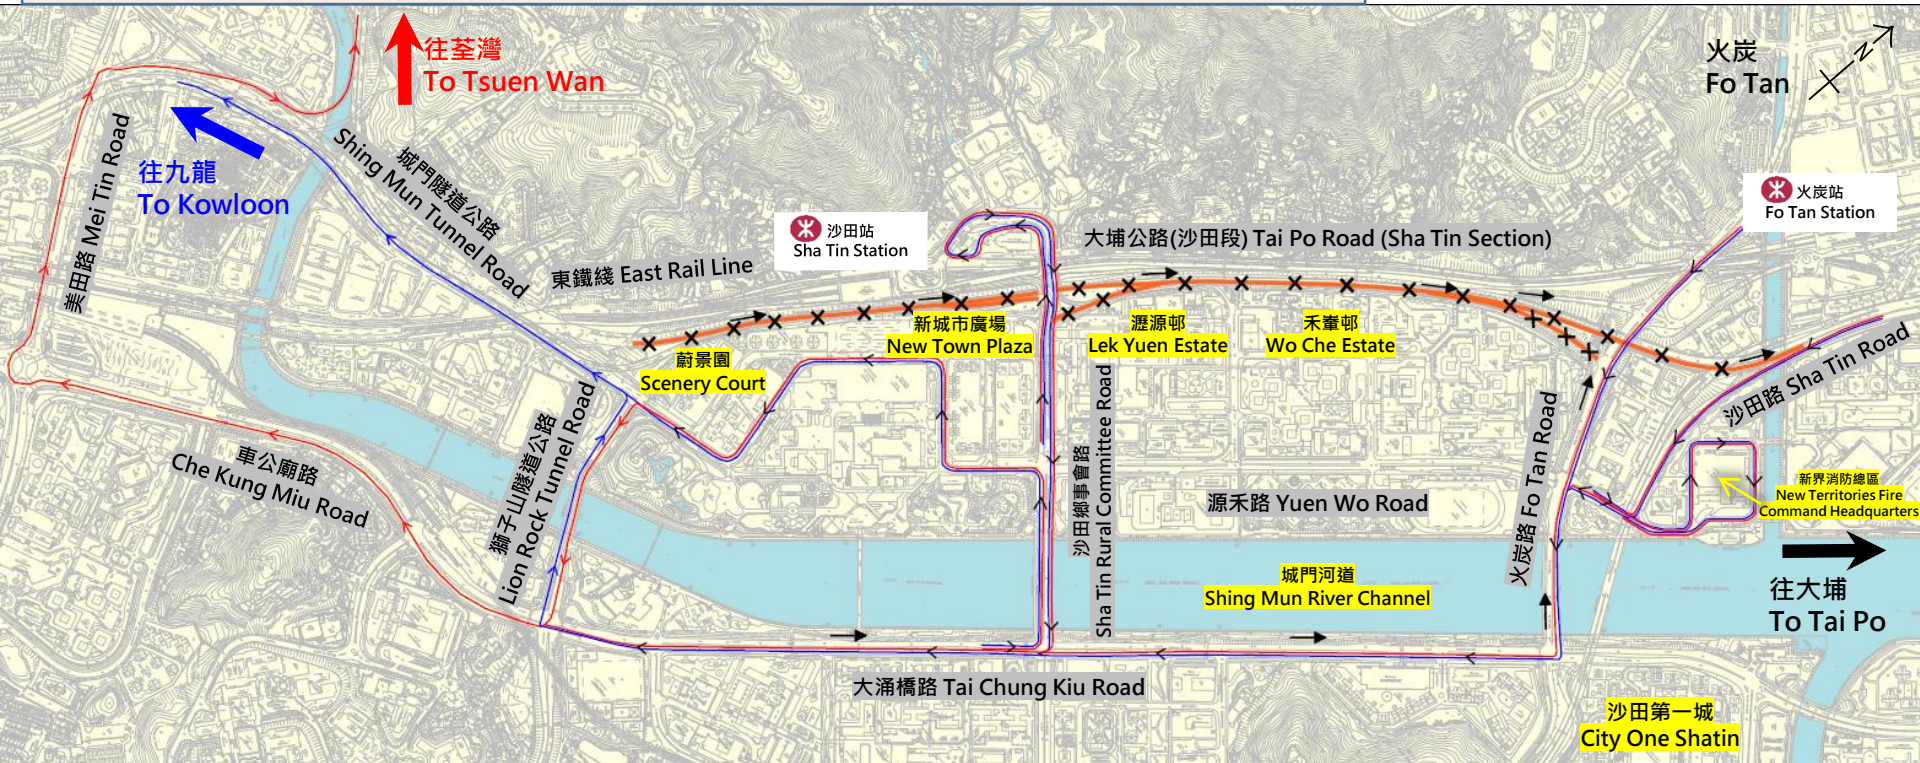 往荃灣
To Tsuen Wan
火炭
Fo Tan
N
往九龍
To Kowloon
美田路 Mei Tin Road
城門隧道公路
Shing Mun Tunnel Road
沙田站
Sha Tin Station
火炭站
Fo Tan Station
大埔公路(沙田段) Tai Po Road (Sha Tin Section)
東鐵綫 East Rail Line
新城市廣場
New Town Plaza
瀝源邨
Lek Yuen Estate
禾輋邨
Wo Che Estate
蔚景園
Scenery Court
沙田路 Sha Tin Road
獅子山隧道公路
Lion Rock Tunnel Road
車公廟路
Che Kung Miu Road
沙田鄉事會路
Sha Tin Rural Committee Road
源禾路 Yuen Wo Road
火炭路 Fo Tan Road
新界消防總區
New Territories Fire
Command Headquarters
城門河道
Shing Mun River Channel
往大埔
To Tai Po
大涌橋路 Tai Chung Kiu Road
沙田第一城
City One Shatin